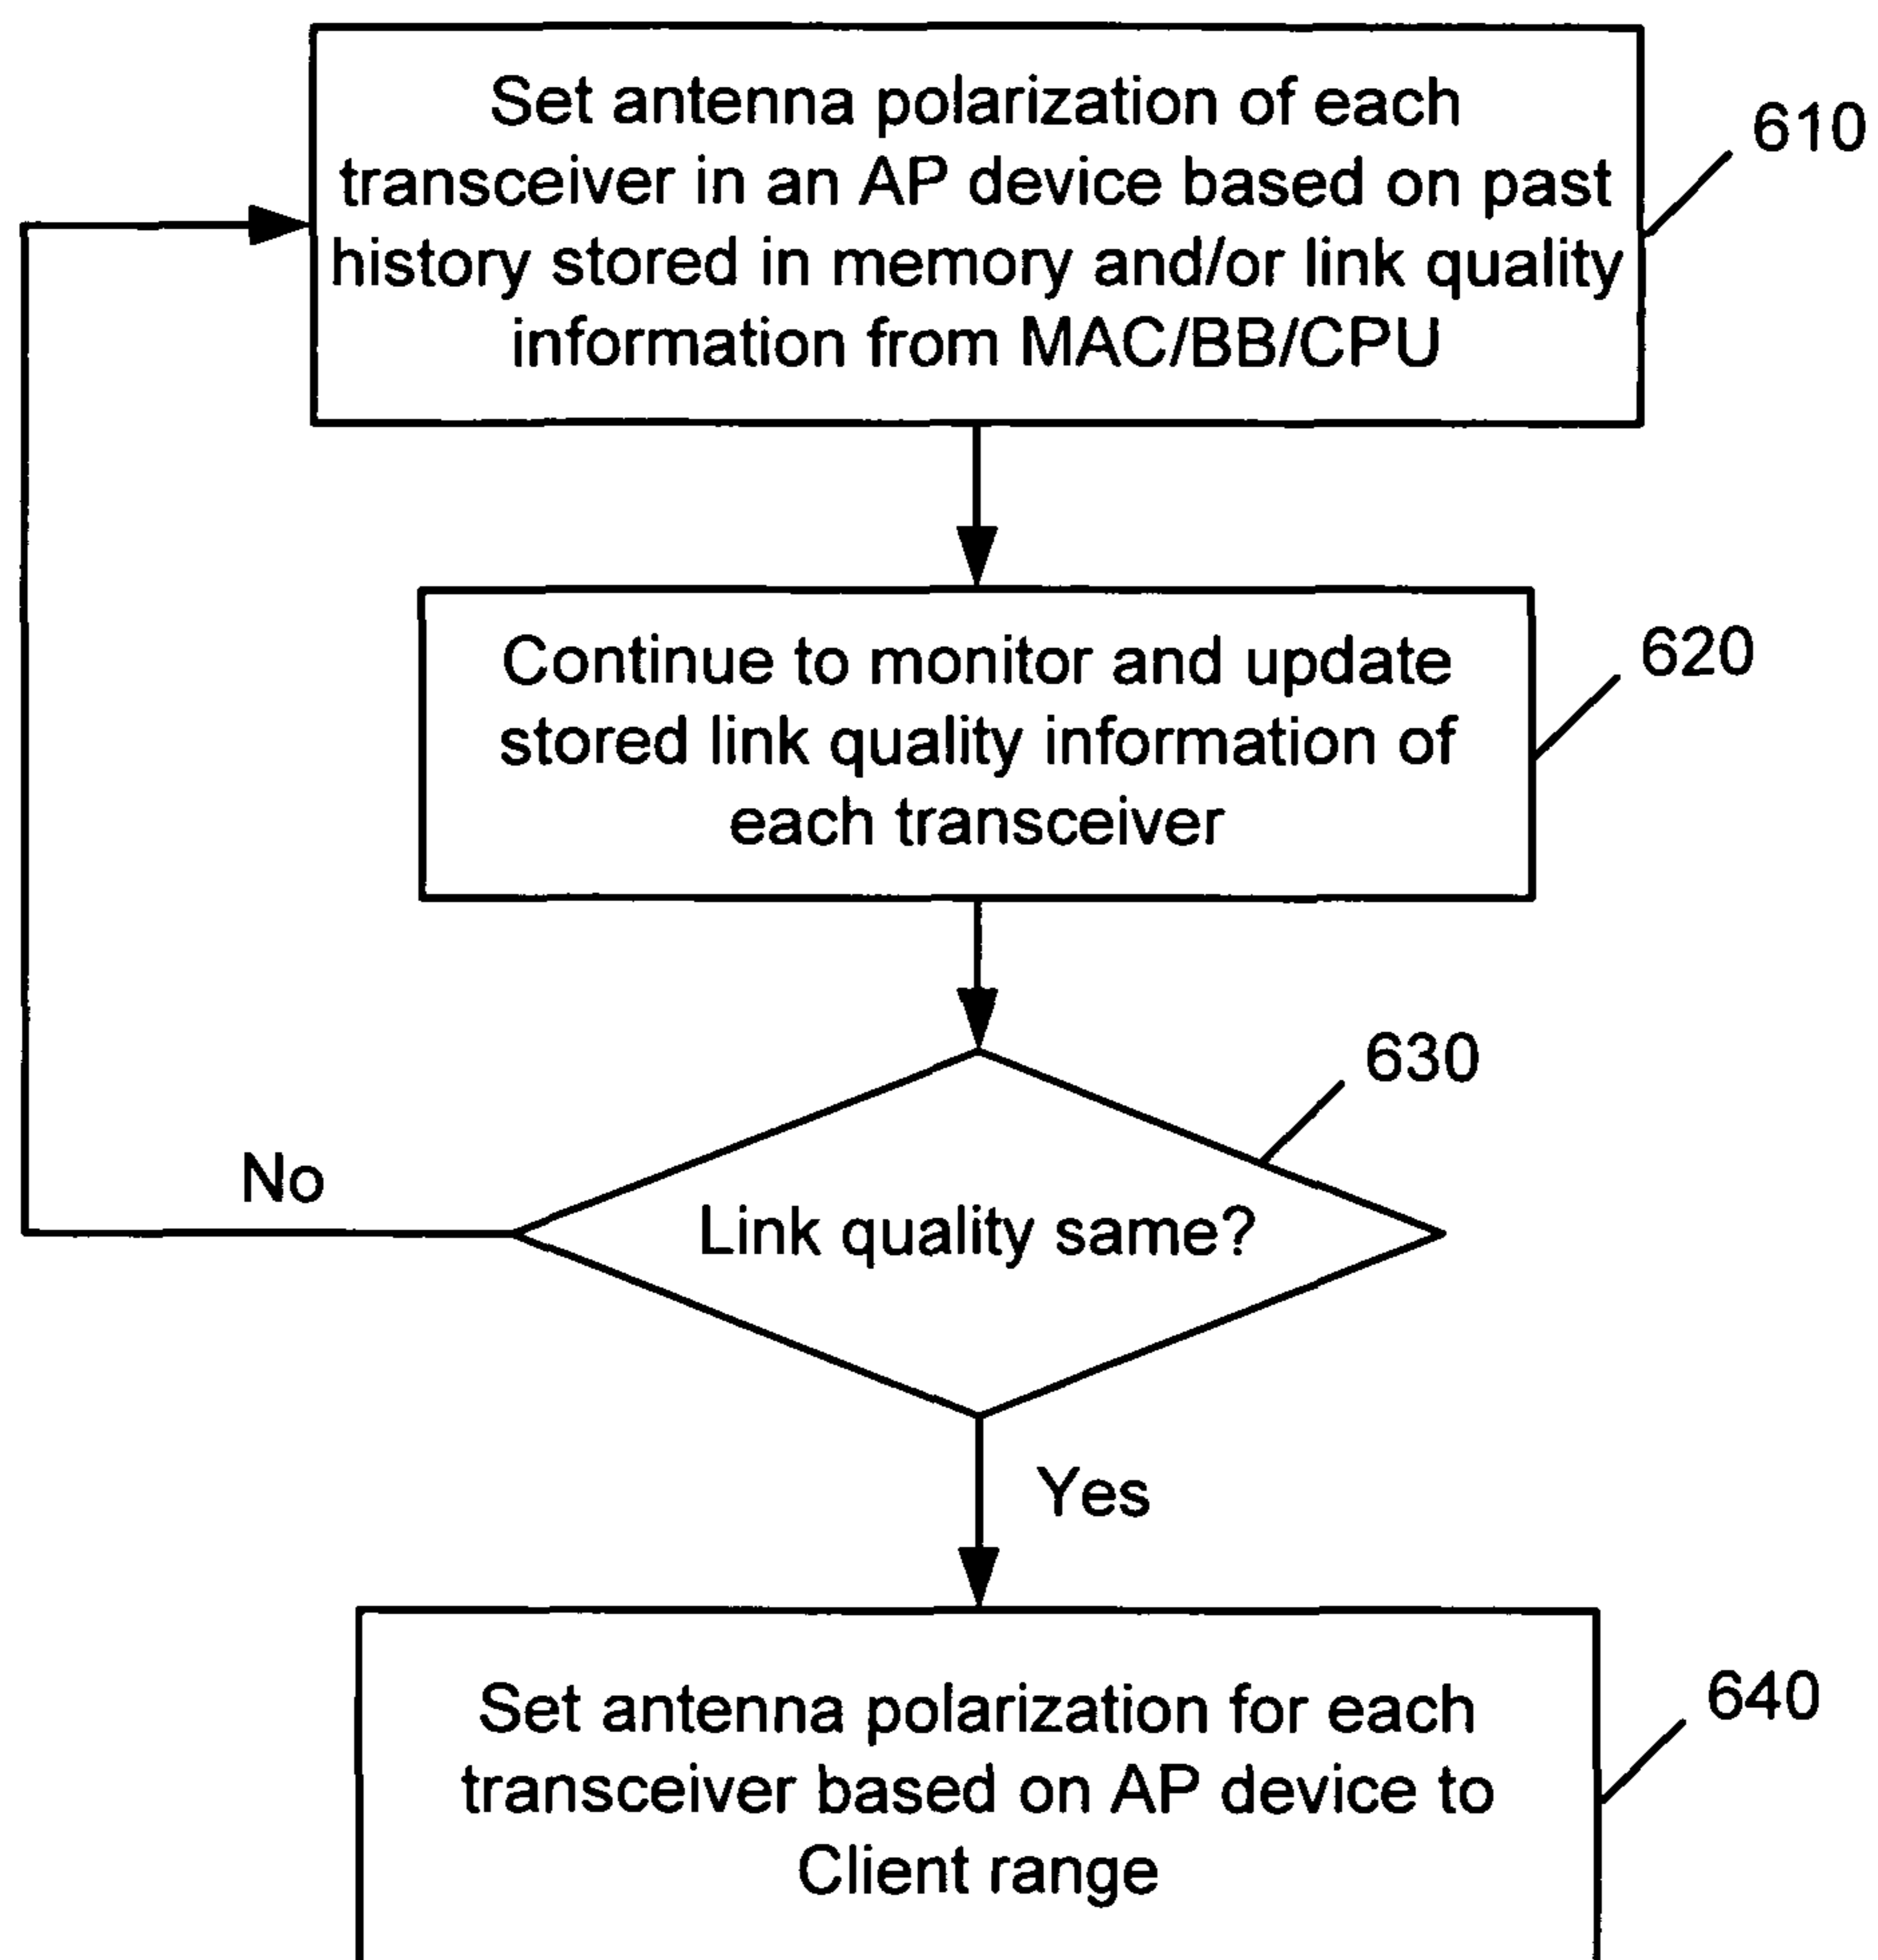 Set antenna polarization of each
transceiver in an AP device based on past
history stored in memory and/or link quality
information from MAC/BB/CPU
610
Continue to monitor and update
stored link quality information of
each transceiver
620
630
Link quality same?
No
Yes
Set antenna polarization for each
transceiver based on AP device to
Client range
640